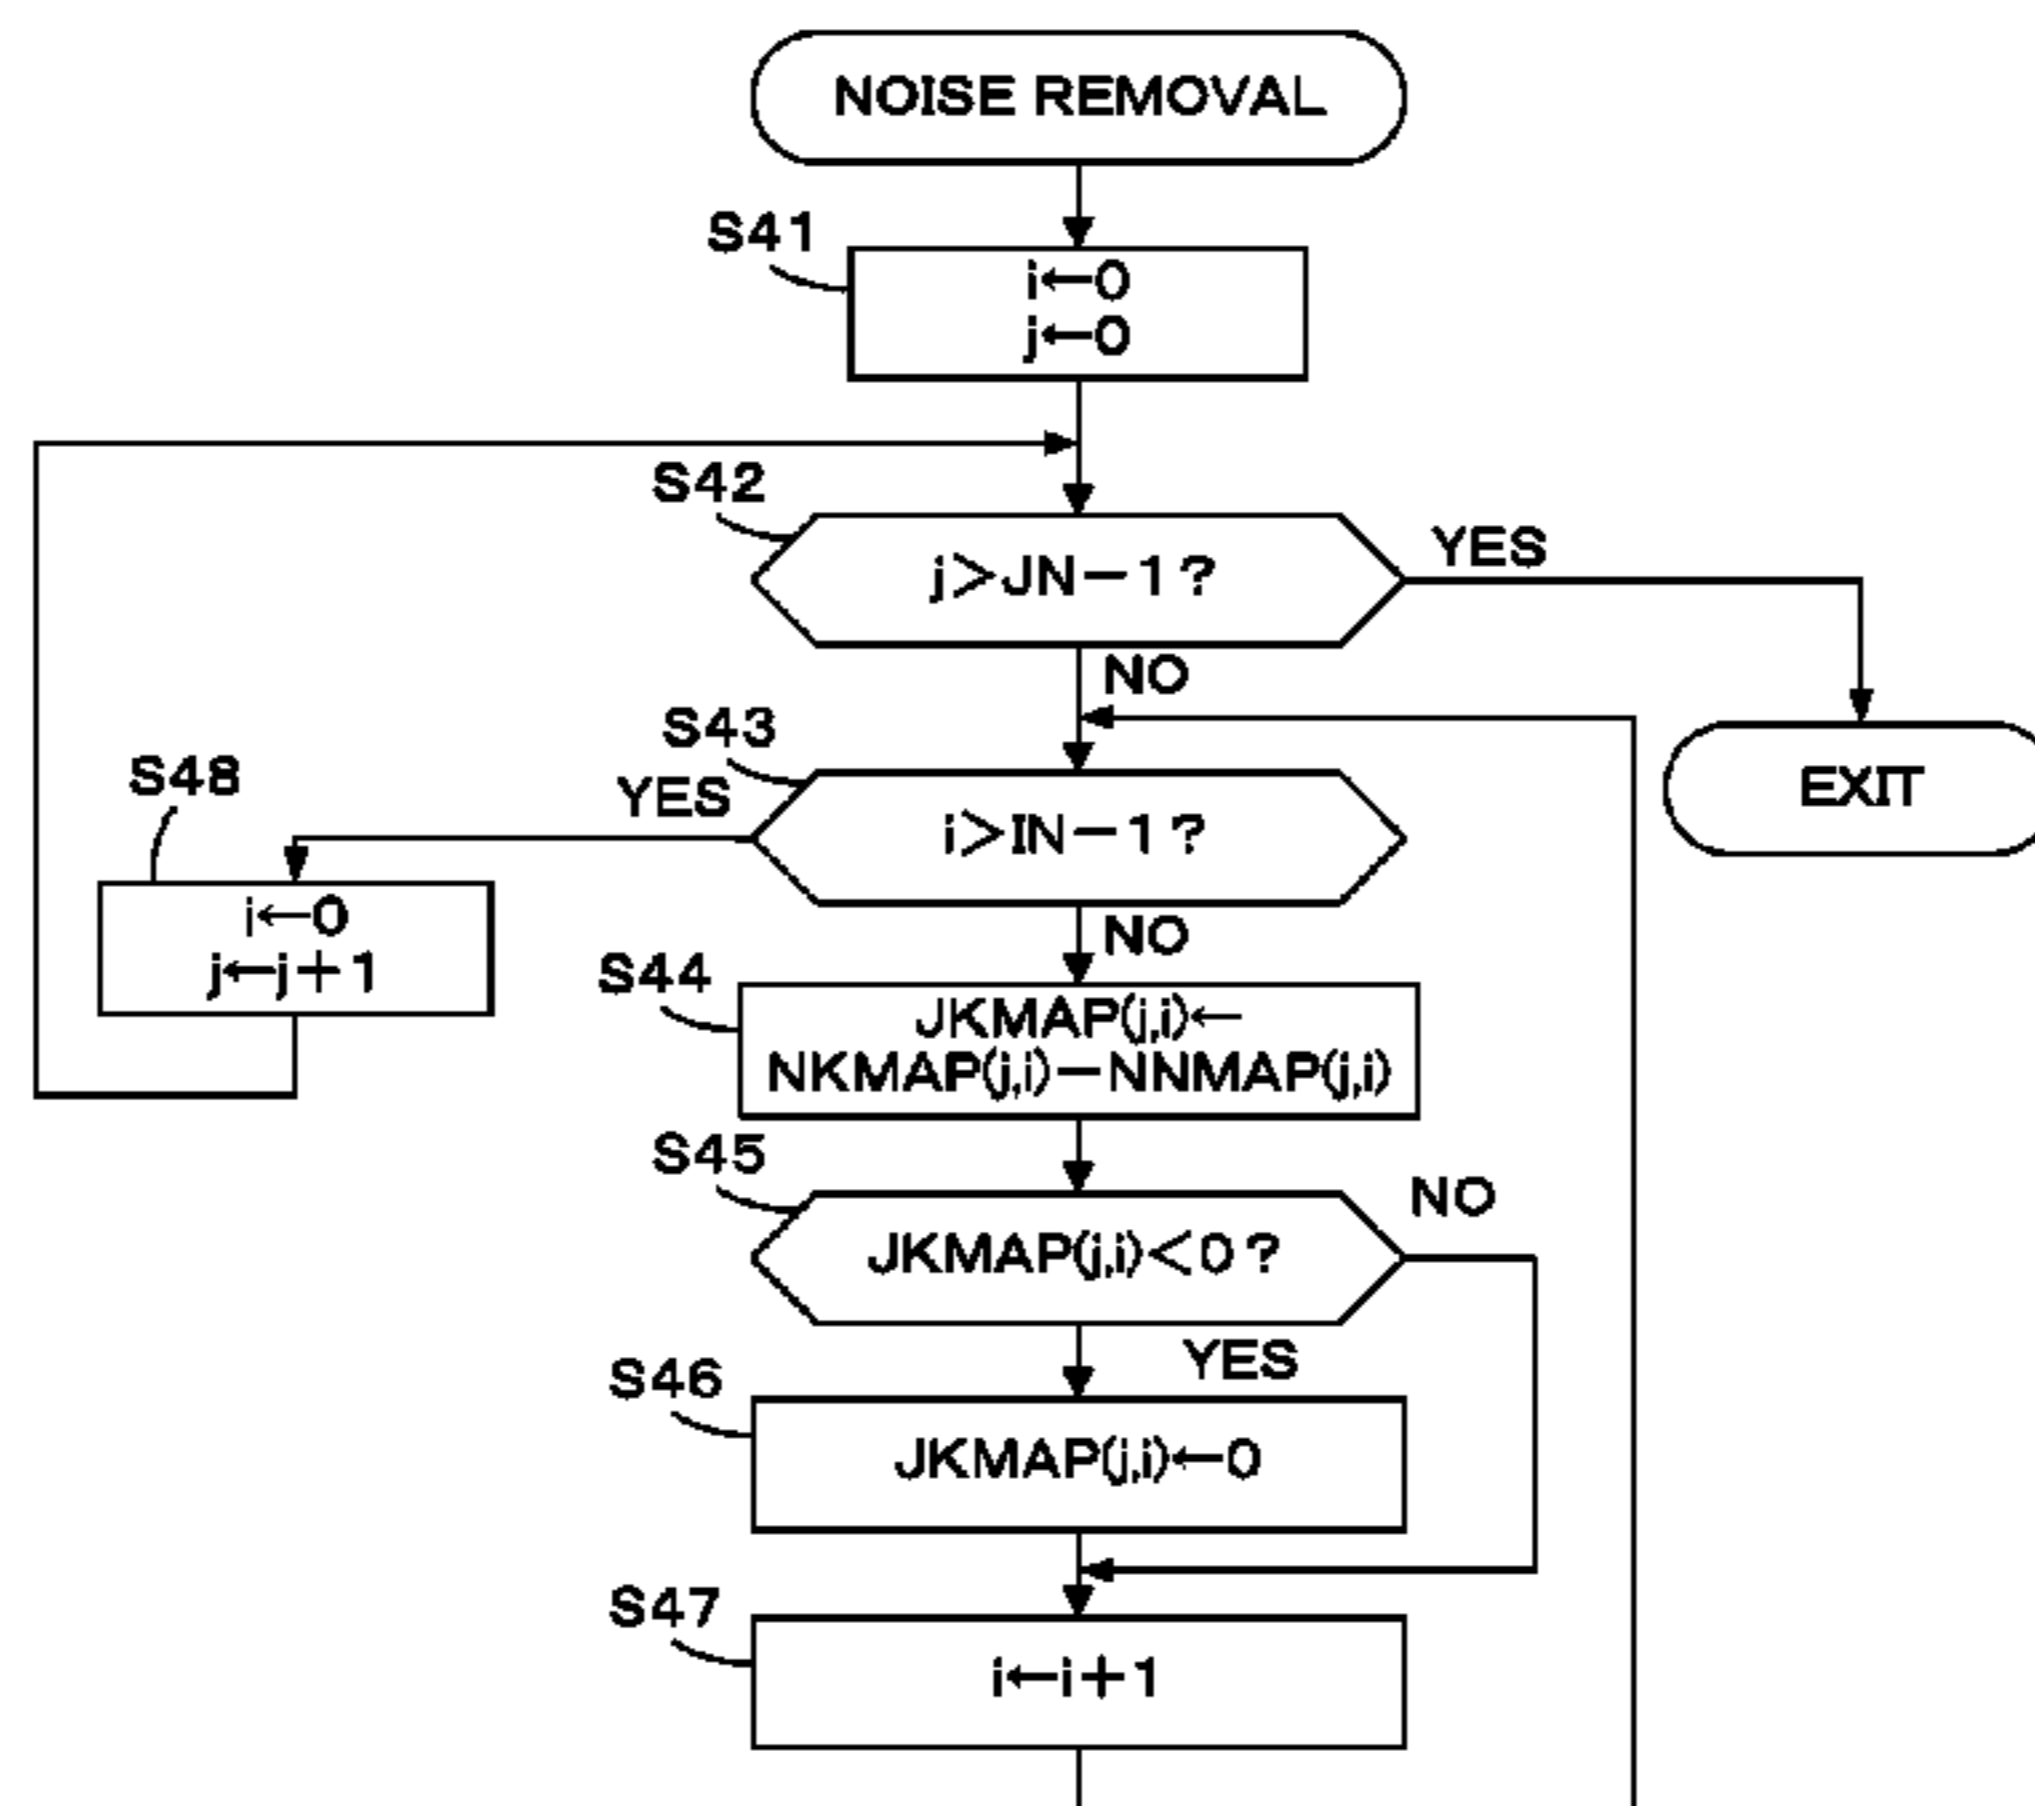 NOISE REMOVAL
S41
i←0
j←0
S42
j>JN−1?
YES
NO
S43
YES
i>IN−1?
EXIT
S48
i←0
j←j+1
NO
S44
JKMAP(j,i)←
NKMAP(j,i)−NNMAP(j,i)
S45
JKMAP(j,i)<0?
NO
YES
S46
JKMAP(j,i)←0
S47
i←i+1